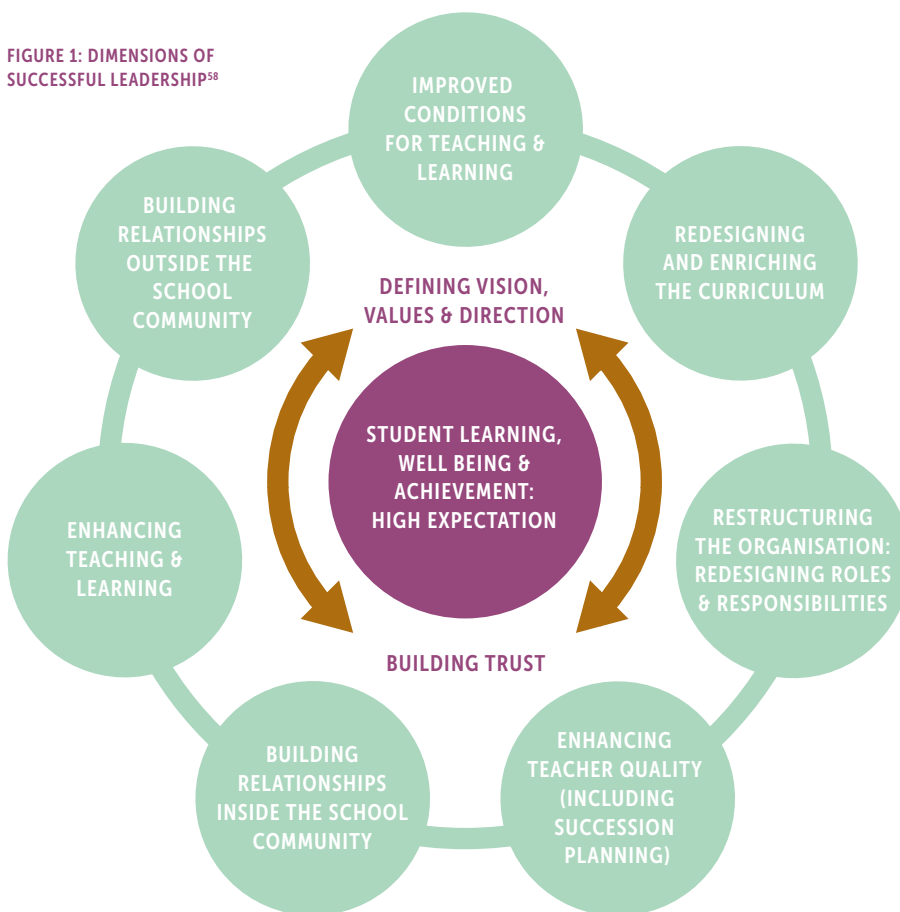 FIGURE 1: DIMENSIONS OF
SUCCESSFUL LEADERSHIP⁵⁸
IMPROVED
CONDITIONS
FOR TEACHING &
LEARNING
REDESIGNING
AND ENRICHING
THE CURRICULUM
RESTRUCTURING
THE ORGANISATION:
REDESIGNING ROLES
& RESPONSIBILITIES
ENHANCING
TEACHER QUALITY
(INCLUDING
SUCCESSION
PLANNING)
BUILDING
RELATIONSHIPS
INSIDE THE SCHOOL
COMMUNITY
ENHANCING
TEACHING &
LEARNING
BUILDING
RELATIONSHIPS
OUTSIDE THE
SCHOOL
COMMUNITY
DEFINING VISION,
VALUES & DIRECTION
STUDENT LEARNING,
WELL BEING &
ACHIEVEMENT:
HIGH EXPECTATION
BUILDING TRUST